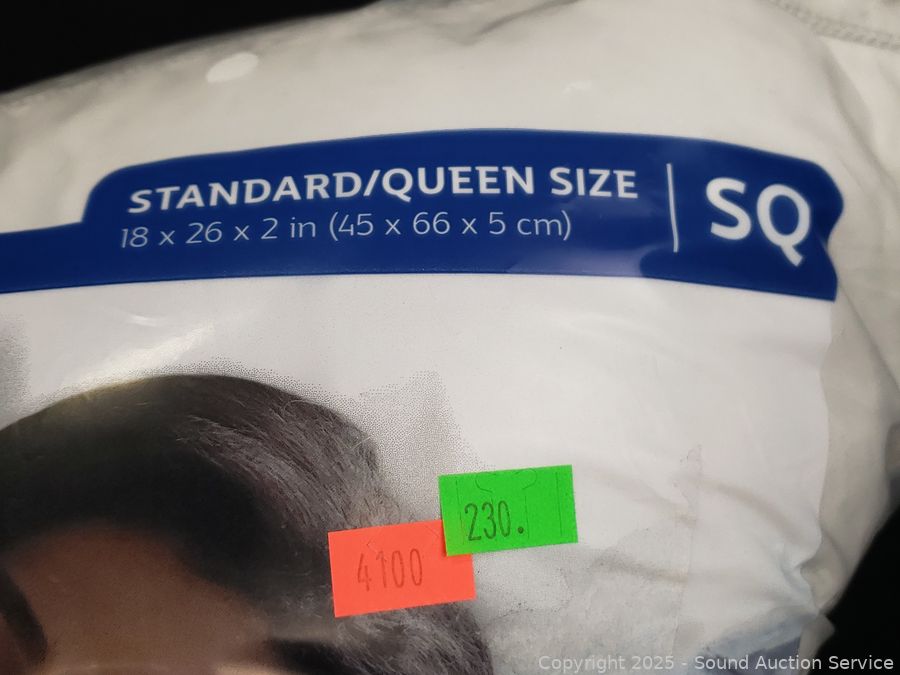 STANDARD/QUEEN SIZE
18 x 26 x 2 in (45 x 66 x 5 cm)
SQ
230.
4100
Copyright 2025 - Sound Auction Service